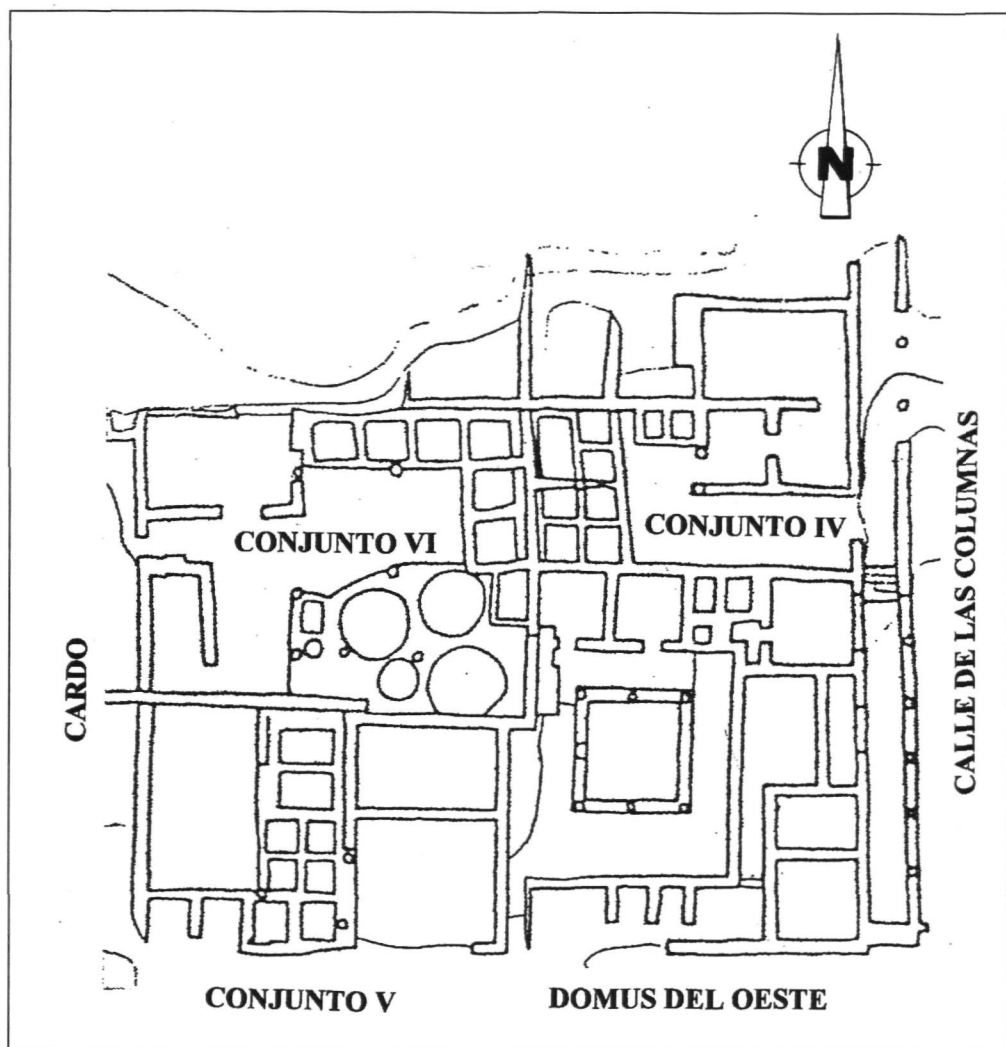 N
CONJUNTO VI
CONJUNTO IV
CARDO
CALLE DE LAS COLUMNAS
CONJUNTO V
DOMUS DEL OESTE